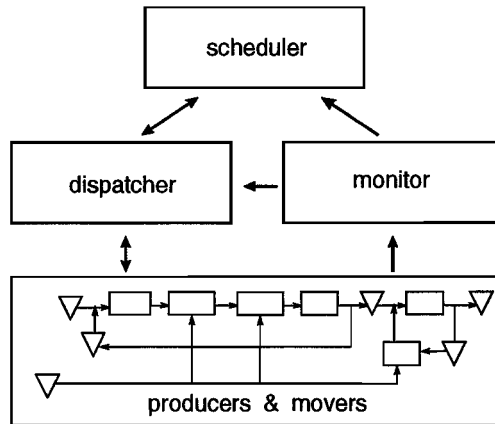 scheduler
dispatcher
monitor
producers & movers